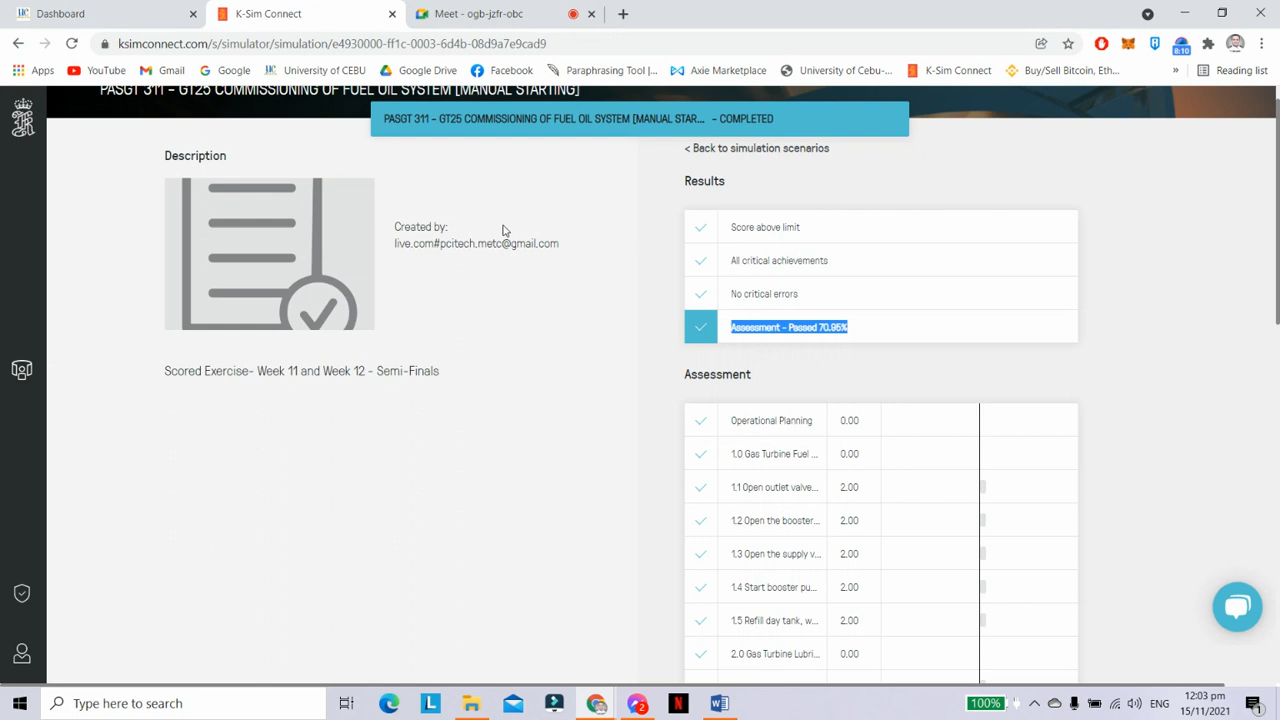 Dashboard
K-Sim Connect
Meet - ogb-jzfr-obc
ksimconnect.com/s/simulator/simulation/e4930000-ff1c-0003-6d4b-08d9a7e9cad9
8:10
Apps
YouTube
Gmail
Google
University of CEBU
Google Drive
Facebook
Paraphrasing Tool |...
Axie Marketplace
University of Cebu-...
K-Sim Connect
Buy/Sell Bitcoin, Eth...
»
Reading list
PASGT 311 - GT25 COMMISSIONING OF FUEL OIL SYSTEM [MANUAL STARTING]
PASGT 311 - GT25 COMMISSIONING OF FUEL OIL SYSTEM [MANUAL STAR... - COMPLETED
Description
Created by:
live.com#pcitech.metc@gmail.com
Scored Exercise- Week 11 and Week 12 - Semi-Finals
< Back to simulation scenarios
Results
Score above limit
All critical achievements
No critical errors
Assessment - Passed 70.95%
Assessment
Operational Planning 0.00
1.0 Gas Turbine Fuel ... 0.00
1.1 Open outlet valve... 2.00
1.2 Open the booster... 2.00
1.3 Open the supply v... 2.00
1.4 Start booster pu... 2.00
1.5 Refill day tank, w... 2.00
2.0 Gas Turbine Lubri... 0.00
Type here to search
2
100%
ENG
12:03 pm
15/11/2021
1